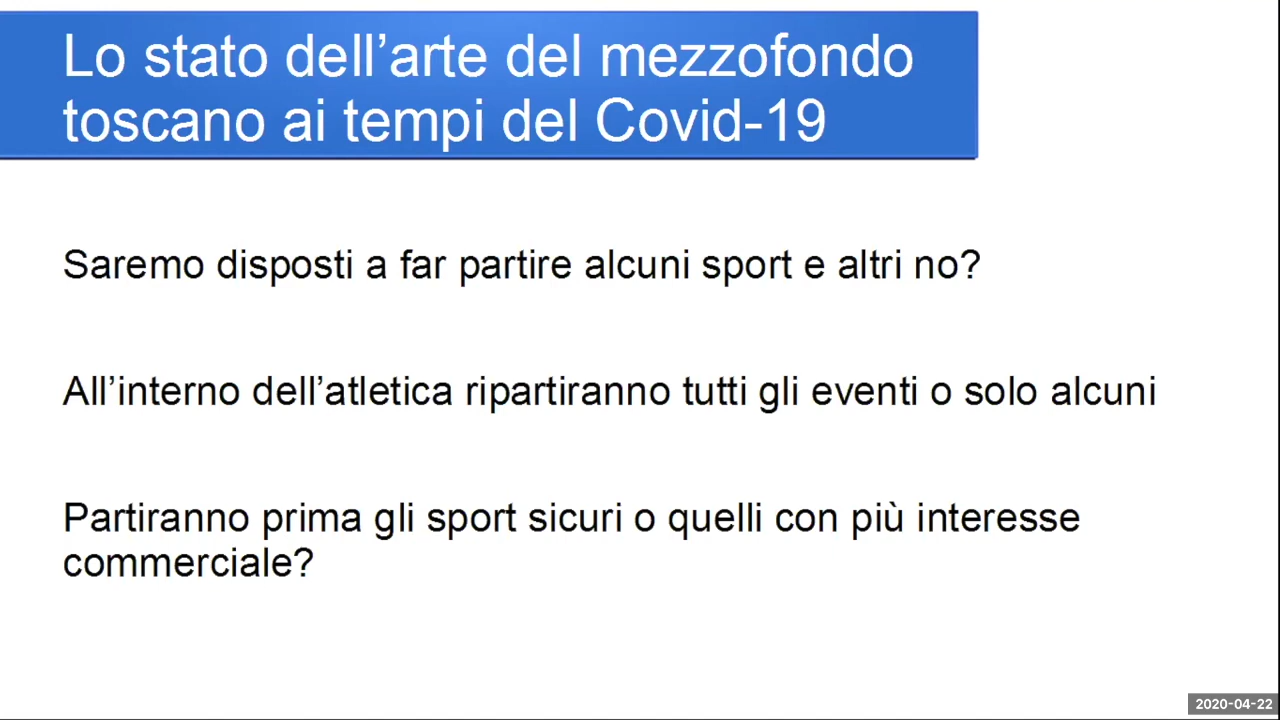 Lo stato dell’arte del mezzofondo
toscano ai tempi del Covid-19
Saremo disposti a far partire alcuni sport e altri no?
All’interno dell’atletica ripartiranno tutti gli eventi o solo alcuni
Partiranno prima gli sport sicuri o quelli con più interesse
commerciale?
2020-04-22